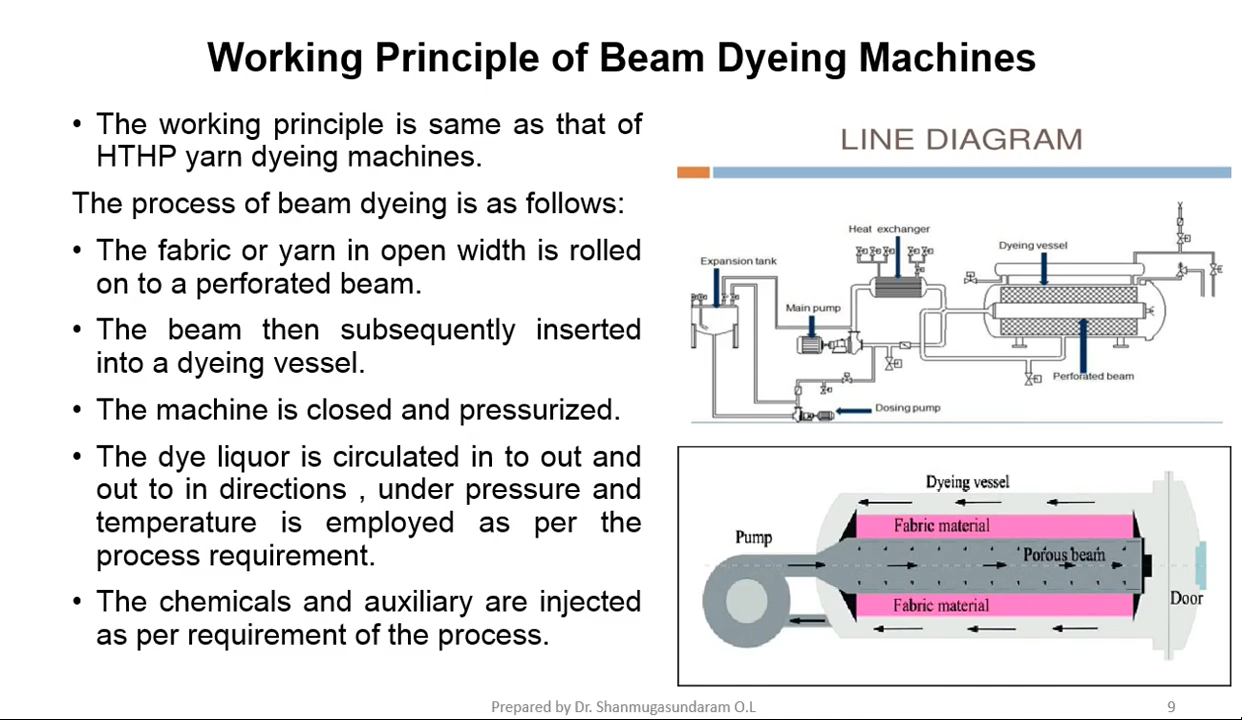 Working Principle of Beam Dyeing Machines
• The working principle is same as that of
HTHP yarn dyeing machines.
The process of beam dyeing is as follows:
• The fabric or yarn in open width is rolled
on to a perforated beam.
• The beam then subsequently inserted
into a dyeing vessel.
• The machine is closed and pressurized.
• The dye liquor is circulated in to out and
out to in directions , under pressure and
temperature is employed as per the
process requirement.
• The chemicals and auxiliary are injected
as per requirement of the process.
LINE DIAGRAM
Heat exchanger
Dyeing vessel
Expansion tank
Main pump
Perforated beam
Dosing pump
Dyeing vessel
Fabric material
Pump
Porous beam
Fabric material
Door
Prepared by Dr. Shanmugasundaram O.L
9